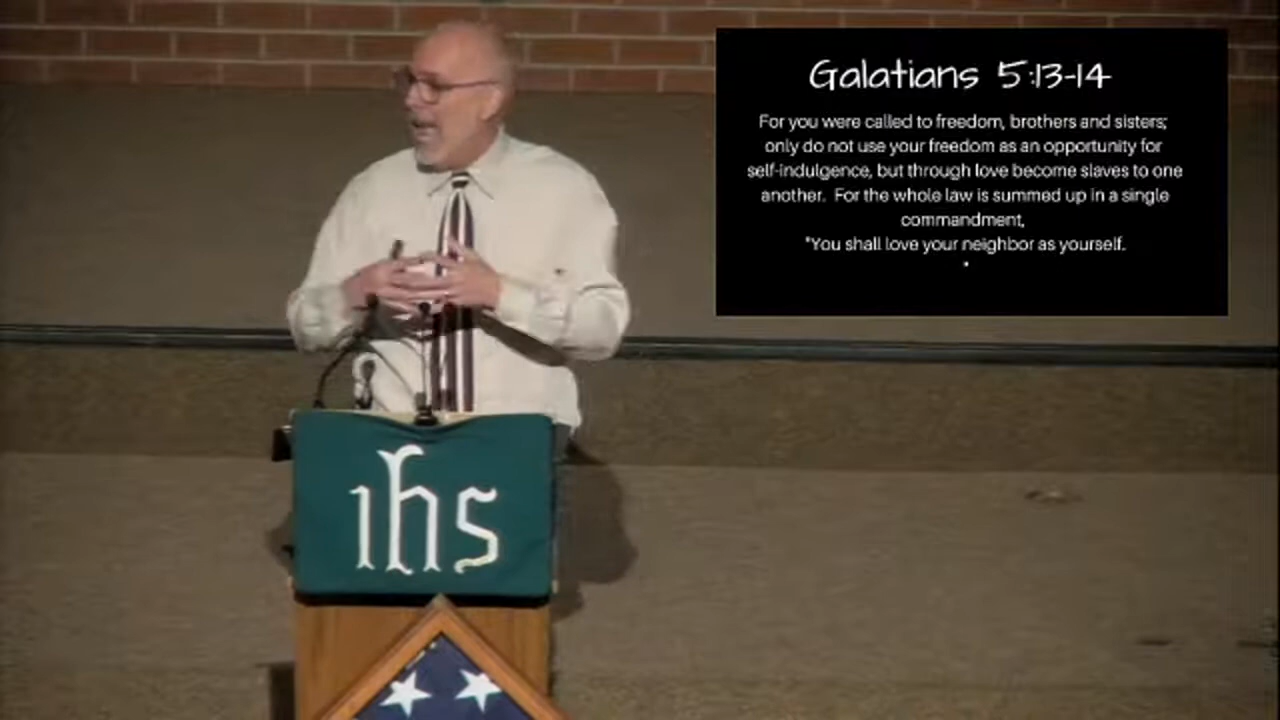 Galatians 5:13-14
For you were called to freedom, brothers and sisters;
only do not use your freedom as an opportunity for
self-indulgence, but through love become slaves to one
another. For the whole law is summed up in a single
commandment,
"You shall love your neighbor as yourself.
.
ihs